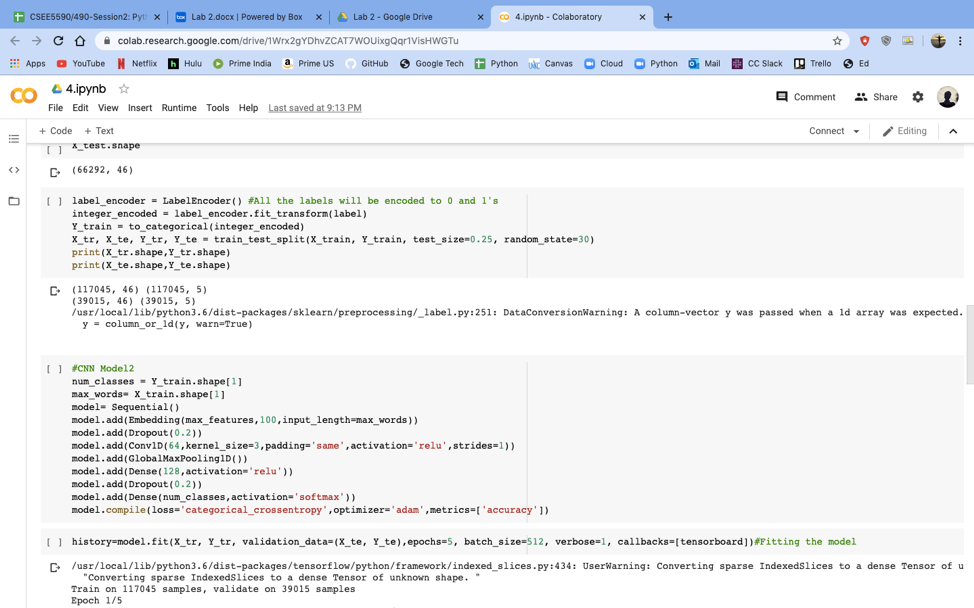 CSEE5590/490-Session2: Pyt
Lab 2.docx | Powered by Box
Lab 2 - Google Drive
4.ipynb - Colaboratory
colab.research.google.com/drive/1Wrx2gYDhvZCAT7WOUixgQqr1VisHWGTu
Apps YouTube Netflix Hulu Prime India Prime US GitHub Google Tech Python Canvas Cloud Python Mail CC Slack Trello Ed
4.ipynb
Comment Share
File Edit View Insert Runtime Tools Help Last saved at 9:13 PM
+ Code + Text Connect Editing
[ ] X_test.shape
(66292, 46)
[ ] label_encoder = LabelEncoder() #All the labels will be encoded to 0 and 1's
integer_encoded = label_encoder.fit_transform(label)
Y_train = to_categorical(integer_encoded)
X_tr, X_te, Y_tr, Y_te = train_test_split(X_train, Y_train, test_size=0.25, random_state=30)
print(X_tr.shape,Y_tr.shape)
print(X_te.shape,Y_te.shape)
(117045, 46) (117045, 5)
(39015, 46) (39015, 5)
/usr/local/lib/python3.6/dist-packages/sklearn/preprocessing/_label.py:251: DataConversionWarning: A column-vector y was passed when a 1d array was expected.
y = column_or_1d(y, warn=True)
[ ] #CNN Model2
num_classes = Y_train.shape[1]
max_words= X_train.shape[1]
model= Sequential()
model.add(Embedding(max_features,100,input_length=max_words))
model.add(Dropout(0.2))
model.add(Conv1D(64,kernel_size=3,padding='same',activation='relu',strides=1))
model.add(GlobalMaxPooling1D())
model.add(Dense(128,activation='relu'))
model.add(Dropout(0.2))
model.add(Dense(num_classes,activation='softmax'))
model.compile(loss='categorical_crossentropy',optimizer='adam',metrics=['accuracy'])
[ ] history=model.fit(X_tr, Y_tr, validation_data=(X_te, Y_te),epochs=5, batch_size=512, verbose=1, callbacks=[tensorboard])#Fitting the model
/usr/local/lib/python3.6/dist-packages/tensorflow/python/framework/indexed_slices.py:434: UserWarning: Converting sparse IndexedSlices to a dense Tensor of u
"Converting sparse IndexedSlices to a dense Tensor of unknown shape. "
Train on 117045 samples, validate on 39015 samples
Epoch 1/5